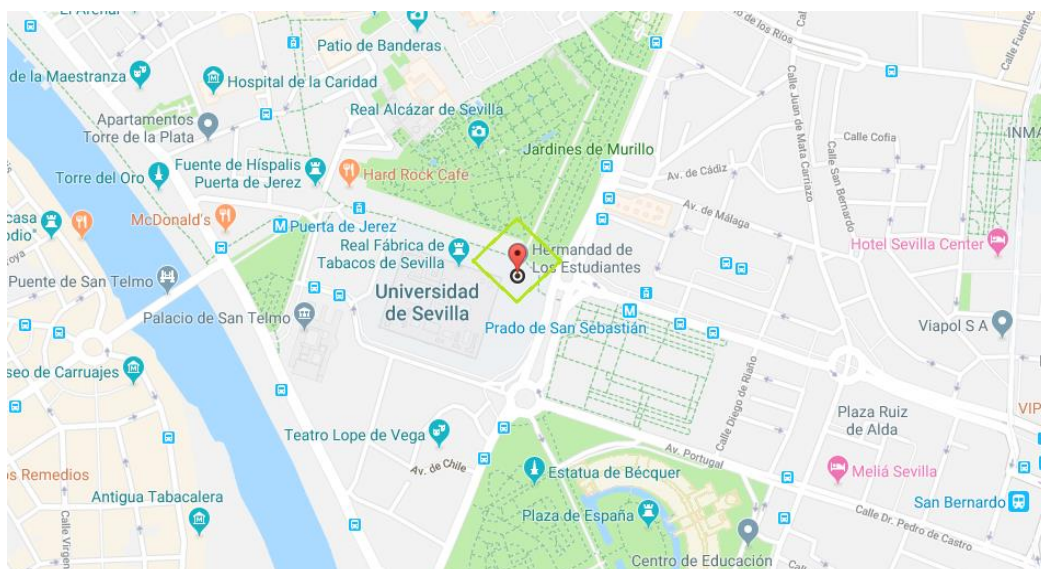 El Arenal
Patio de Banderas
de la Maestranza
Hospital de la Caridad
Real Alcázar de Sevilla
Apartamentos
Torre de la Plata
Calle Juan de Mata Carriazo
Calle San Bernardo
Calle Cofia
INMA
Jardines de Murillo
Fuente de Híspalis
Puerta de Jerez
Torre del Oro
Hard Rock Cafe
Av. de Cádiz
McDonald's
Puerta de Jerez
Av. de Málaga
Real Fábrica de
Tabacos de Sevilla
Hermandad de
Los Estudiantes
Hotel Sevilla Center
Puente de San Telmo
Universidad
de Sevilla
Palacio de San Telmo
Prado de San Sebastián
Viapol S A
seo de Carruajes
Calle Diego de Riaño
Plaza Ruiz
de Alda
VIP
Teatro Lope de Vega
Av. de Chile
Av. Portugal
Estatua de Bécquer
Meliá Sevilla
os Remedios
Antigua Tabacalera
Plaza de España
San Bernardo
Calle Virgen
Calle Dr. Pedro de Castro
Centro de Educación